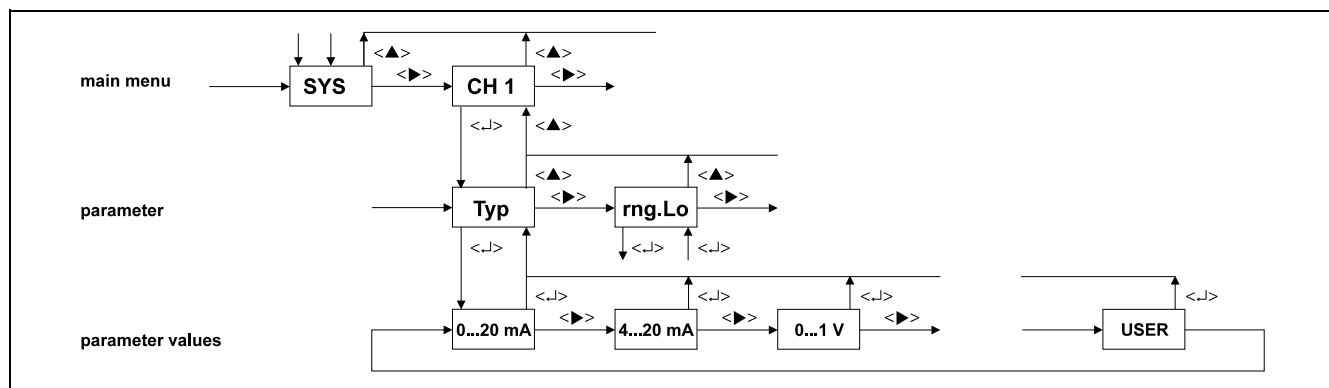 <▲> <▲>
main menu SYS <▶> CH 1 <▶>
<↵> <▲>
<▲> <▲>
parameter Typ <▶> rng.Lo <▶>
<↵> <↵> <↵>
<↵> <↵> <↵> <↵>
parameter values 0...20 mA <▶> 4...20 mA <▶> 0...1 V <▶> USER